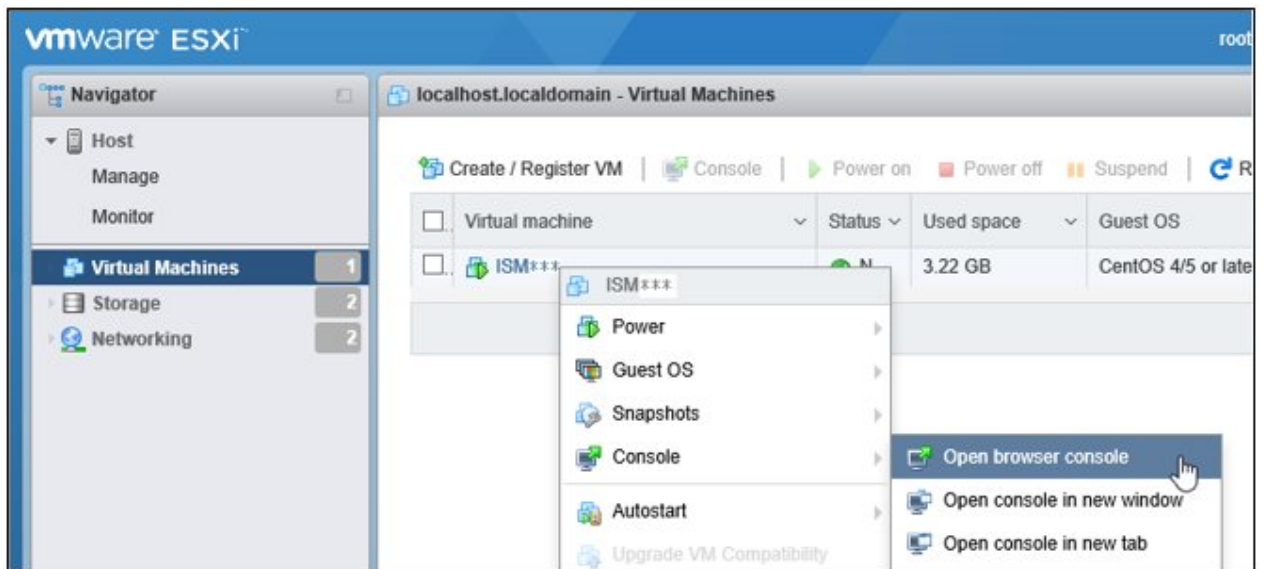 vmware ESXi™
root
Navigator
localhost.localdomain - Virtual Machines
Host
Manage
Monitor
Virtual Machines 1
Storage 2
Networking 2
Create / Register VM | Console | Power on Power off Suspend | R
Virtual machine Status Used space Guest OS
ISM*** N 3.22 GB CentOS 4/5 or late
ISM***
Power
Guest OS
Snapshots
Console
Open browser console
Open console in new window
Open console in new tab
Autostart
Upgrade VM Compatibility